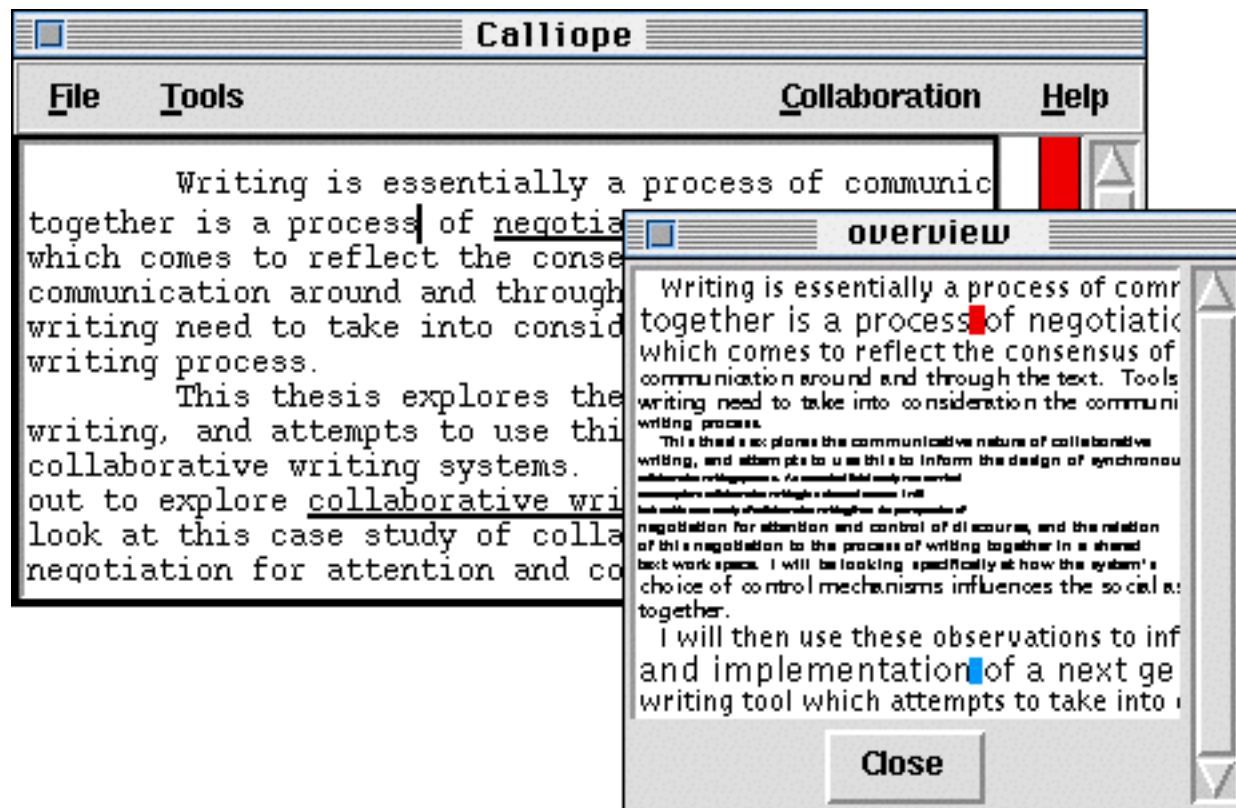 Calliope
File Tools Collaboration Help
Writing is essentially a process of communic
together is a process of negotia
which comes to reflect the conse
communication around and through
writing need to take into consid
writing process.
This thesis explores the
writing, and attempts to use thi
collaborative writing systems.
out to explore collaborative wri
look at this case study of colla
negotiation for attention and co
overview
Writing is essentially a process of comm
together is a process of negotiatio
which comes to reflect the consensus of
communication around and through the text. Tools
writing need to take into consideration the communi
writing process.
This thesis explores the communicative nature of collaborative
writing, and attempts to use this to inform the design of synchronou
negotiation for attention and control of discourse, and the relation
of this negotiation to the process of writing together in a shared
text workspace. I will be looking specifically at how the system's
choice of control mechanisms influences the social as
together.
I will then use these observations to inf
and implementation of a next ge
writing tool which attempts to take into
Close